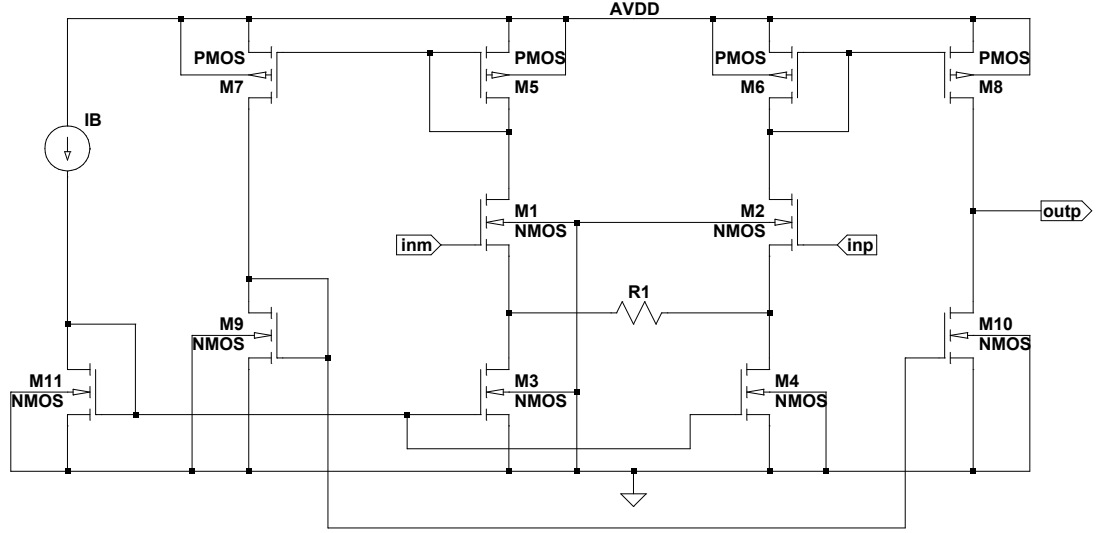 AVDD
PMOS
M7
PMOS
M5
PMOS
M6
PMOS
M8
IB
M1
NMOS
M2
NMOS
outp
inm
inp
R1
M9
NMOS
M10
NMOS
M11
NMOS
M3
NMOS
M4
NMOS